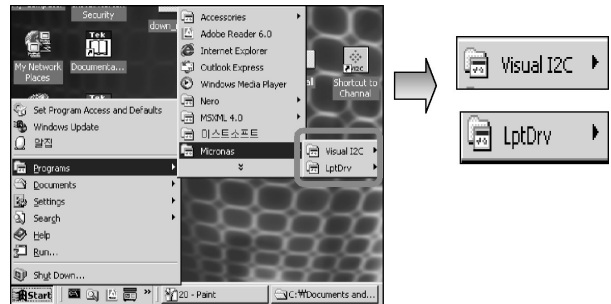 Security
down_
My Network
Places
Documenta...
Tek
Shortcut to
Channal
Accessories
Adobe Reader 6.0
Internet Explorer
Outlook Express
Windows Media Player
Nero
MSXML 4.0
이스트소프트
Micronas
Visual I2C
LptDrv
Set Program Access and Defaults
Windows Update
알집
Programs
Documents
Settings
Search
Help
Run...
Shut Down...
Start
20 - Paint
C:\Documents and...
Visual I2C
LptDrv